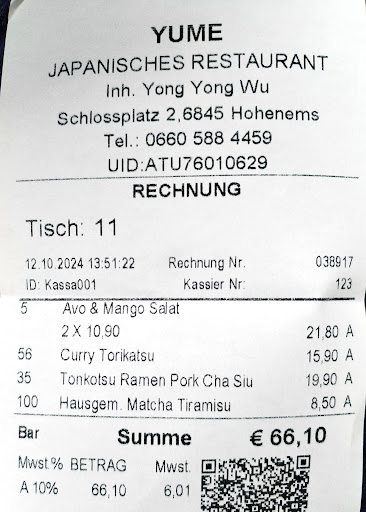 YUME
JAPANISCHES RESTAURANT
Inh. Yong Yong Wu
Schlossplatz 2,6845 Hohenems
Tel.: 0660 588 4459
UID:ATU76010629
RECHNUNG
Tisch: 11
12.10.2024 13:51:22 Rechnung Nr. 038917
ID: Kassa001 Kassier Nr: 123
5 Avo & Mango Salat
2 X 10,90 21,80 A
56 Curry Torikatsu 15,90 A
35 Tonkotsu Ramen Pork Cha Siu 19,90 A
100 Hausgem. Matcha Tiramisu 8,50 A
Bar Summe € 66,10
Mwst.% BETRAG Mwst.
A 10% 66,10 6,01